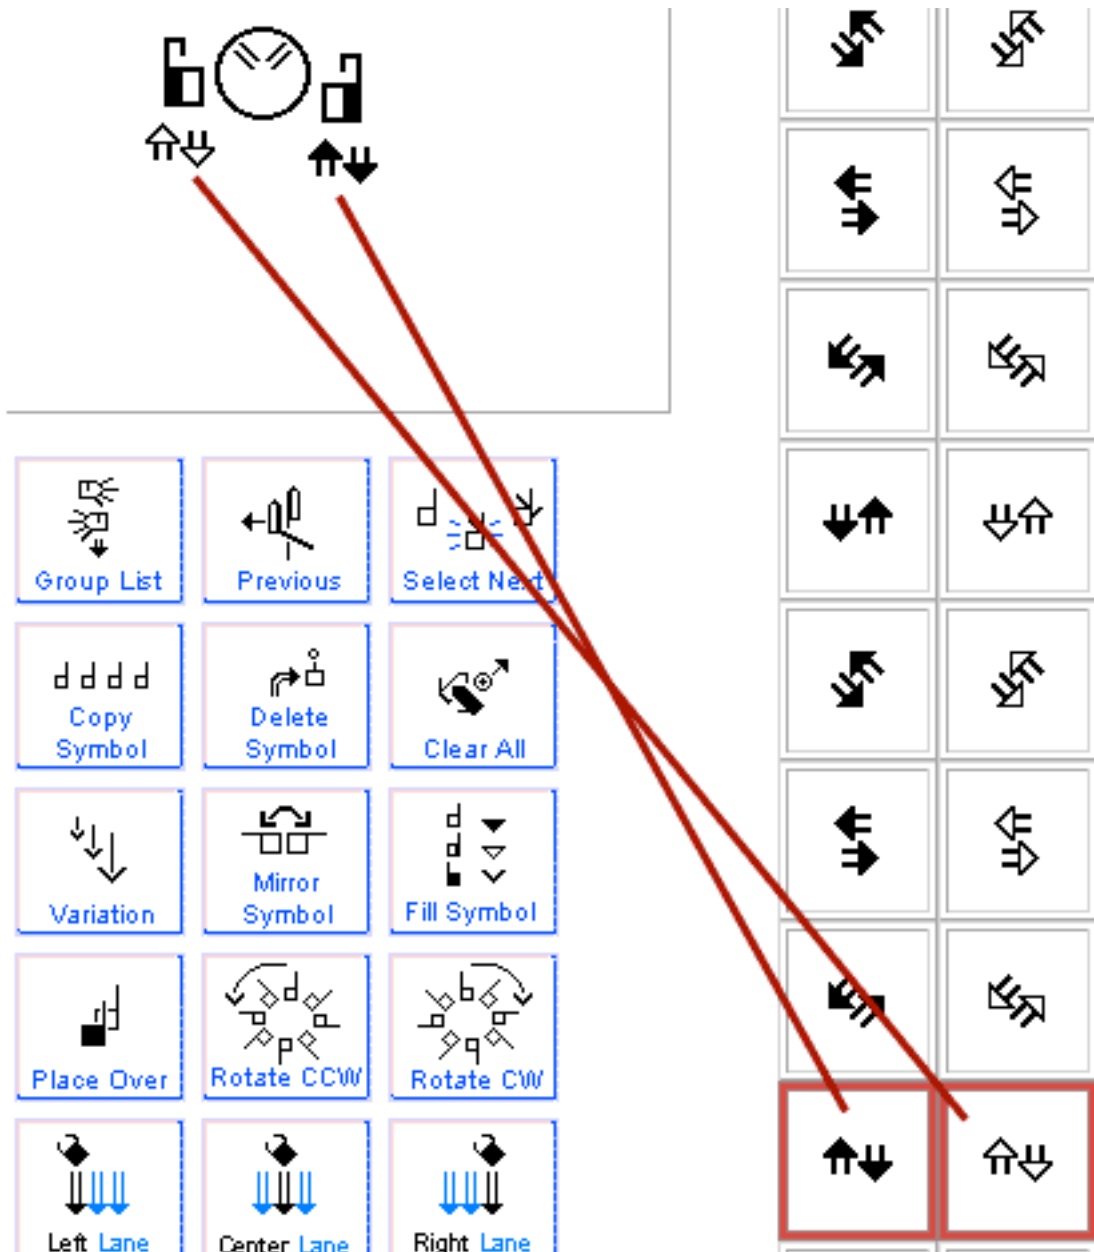 Group List
Previous
Select Next
Copy
Symbol
Delete
Symbol
Clear All
Variation
Mirror
Symbol
Fill Symbol
Place Over
Rotate CCW
Rotate CW
Left Lane
Center Lane
Right Lane